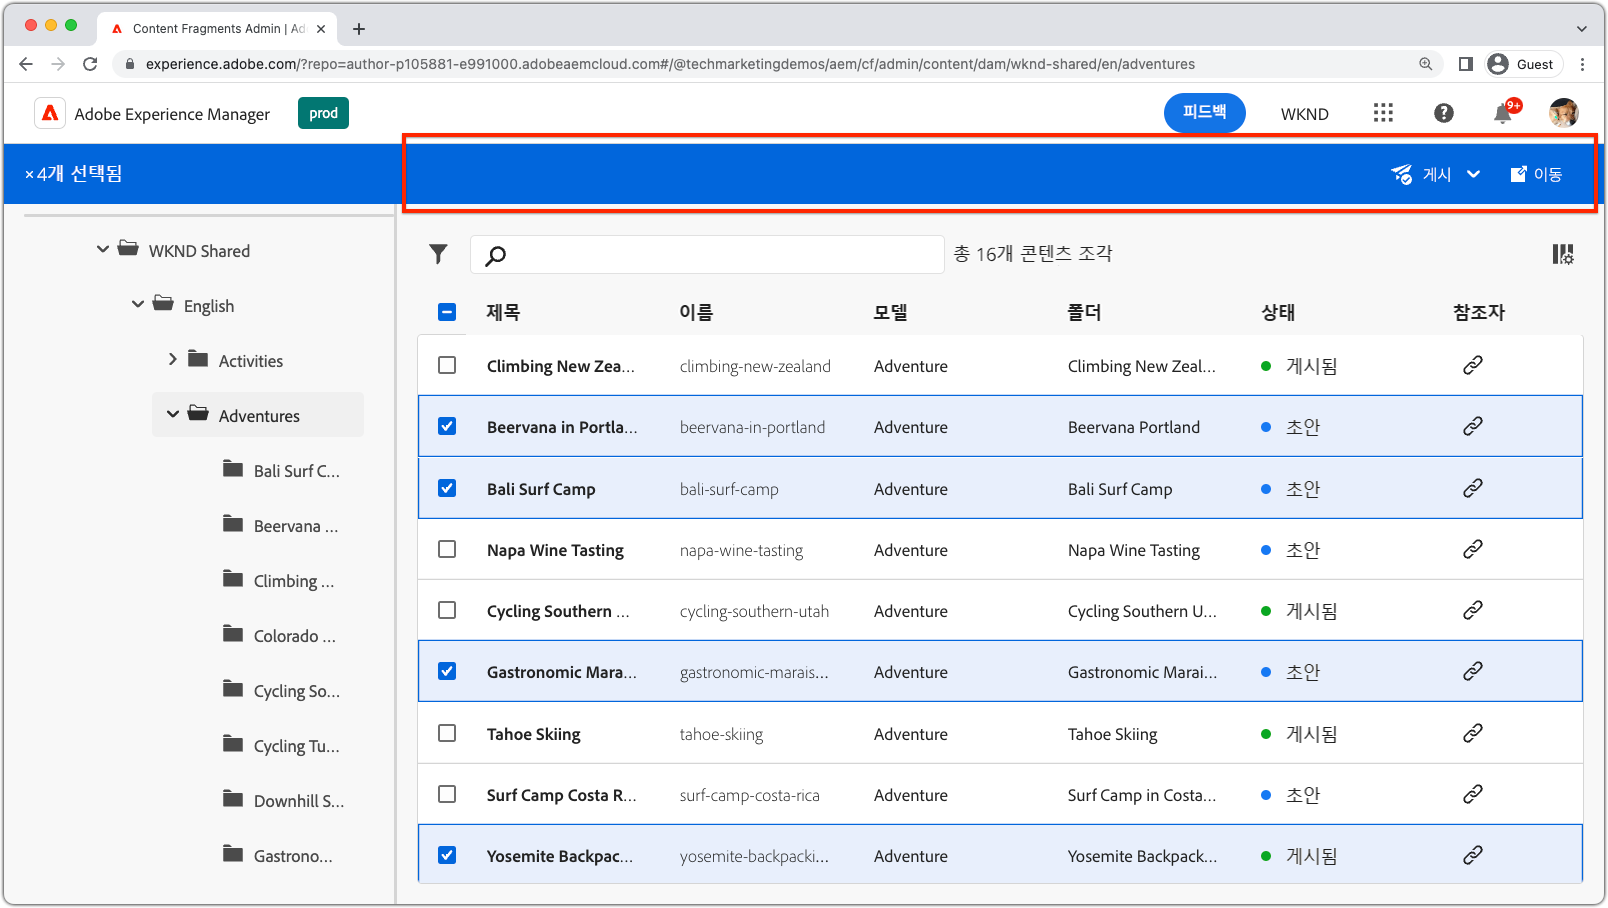 Content Fragments Admin | Ad
experience.adobe.com/?repo=author-p105881-e991000.adobeaemcloud.com#/@techmarketingdemos/aem/cf/admin/content/dam/wknd-shared/en/adventures
Guest
Adobe Experience Manager
prod
피드백
WKND
9+
×4개 선택됨
게시
이동
WKND Shared
English
Activities
Adventures
Bali Surf C...
Beervana ...
Climbing ...
Colorado ...
Cycling So...
Cycling Tu...
Downhill S...
Gastrono...
총 16개 콘텐츠 조각
제목 이름 모델 폴더 상태 참조자
Climbing New Zea... climbing-new-zealand Adventure Climbing New Zeal... 게시됨
Beervana in Portla... beervana-in-portland Adventure Beervana Portland 초안
Bali Surf Camp bali-surf-camp Adventure Bali Surf Camp 초안
Napa Wine Tasting napa-wine-tasting Adventure Napa Wine Tasting 초안
Cycling Southern ... cycling-southern-utah Adventure Cycling Southern U... 게시됨
Gastronomic Mara... gastronomic-marais... Adventure Gastronomic Marai... 초안
Tahoe Skiing tahoe-skiing Adventure Tahoe Skiing 게시됨
Surf Camp Costa R... surf-camp-costa-rica Adventure Surf Camp in Costa... 초안
Yosemite Backpac... yosemite-backpacki... Adventure Yosemite Backpack... 게시됨